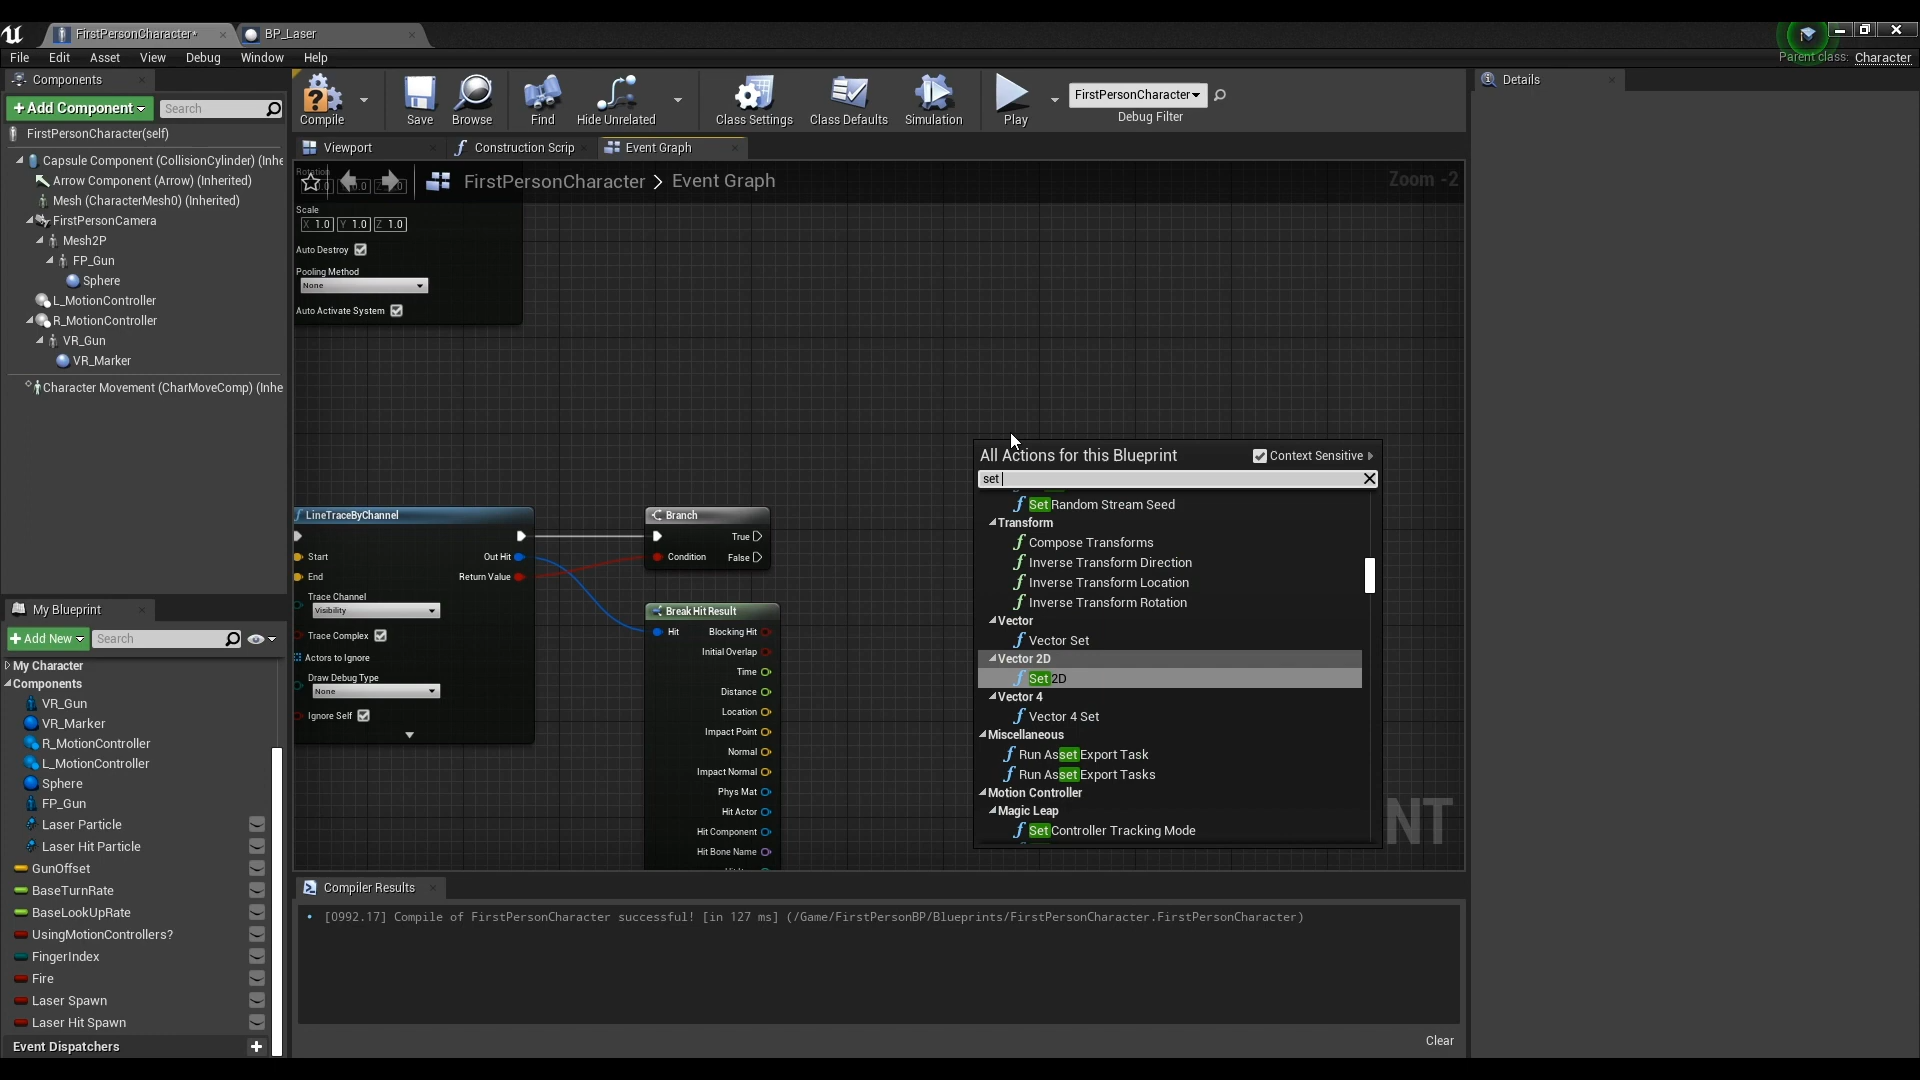 FirstPersonCharacter*
BP_Laser
File Edit Asset View Debug Window Help
Parent class: Character
Components
+ Add Component
Search
FirstPersonCharacter(self)
Capsule Component (CollisionCylinder) (Inhe
Arrow Component (Arrow) (Inherited)
Mesh (CharacterMesh0) (Inherited)
FirstPersonCamera
Mesh2P
FP_Gun
Sphere
L_MotionController
R_MotionController
VR_Gun
VR_Marker
Character Movement (CharMoveComp) (Inhe
My Blueprint
+ Add New
Search
My Character
Components
VR_Gun
VR_Marker
R_MotionController
L_MotionController
Sphere
FP_Gun
Laser Particle
Laser Hit Particle
GunOffset
BaseTurnRate
BaseLookUpRate
UsingMotionControllers?
FingerIndex
Fire
Laser Spawn
Laser Hit Spawn
Event Dispatchers
Compile
Save
Browse
Find
Hide Unrelated
Class Settings
Class Defaults
Simulation
Play
FirstPersonCharacter
Debug Filter
Viewport
Construction Scrip
Event Graph
FirstPersonCharacter > Event Graph
Zoom -2
Rotation
Scale
X 1.0 Y 1.0 Z 1.0
Auto Destroy
Pooling Method
None
Auto Activate System
LineTraceByChannel
Start
Out Hit
End
Return Value
Trace Channel
Visibility
Trace Complex
Actors to Ignore
Draw Debug Type
None
Ignore Self
Branch
True
Condition
False
Break Hit Result
Hit
Blocking Hit
Initial Overlap
Time
Distance
Location
Impact Point
Normal
Impact Normal
Phys Mat
Hit Actor
Hit Component
Hit Bone Name
All Actions for this Blueprint
Context Sensitive
set
Set Random Stream Seed
Transform
Compose Transforms
Inverse Transform Direction
Inverse Transform Location
Inverse Transform Rotation
Vector
Vector Set
Vector 2D
Set 2D
Vector 4
Vector 4 Set
Miscellaneous
Run Asset Export Task
Run Asset Export Tasks
Motion Controller
Magic Leap
Set Controller Tracking Mode
NT
Compiler Results
[0992.17] Compile of FirstPersonCharacter successful! [in 127 ms] (/Game/FirstPersonBP/Blueprints/FirstPersonCharacter.FirstPersonCharacter)
Clear
Details